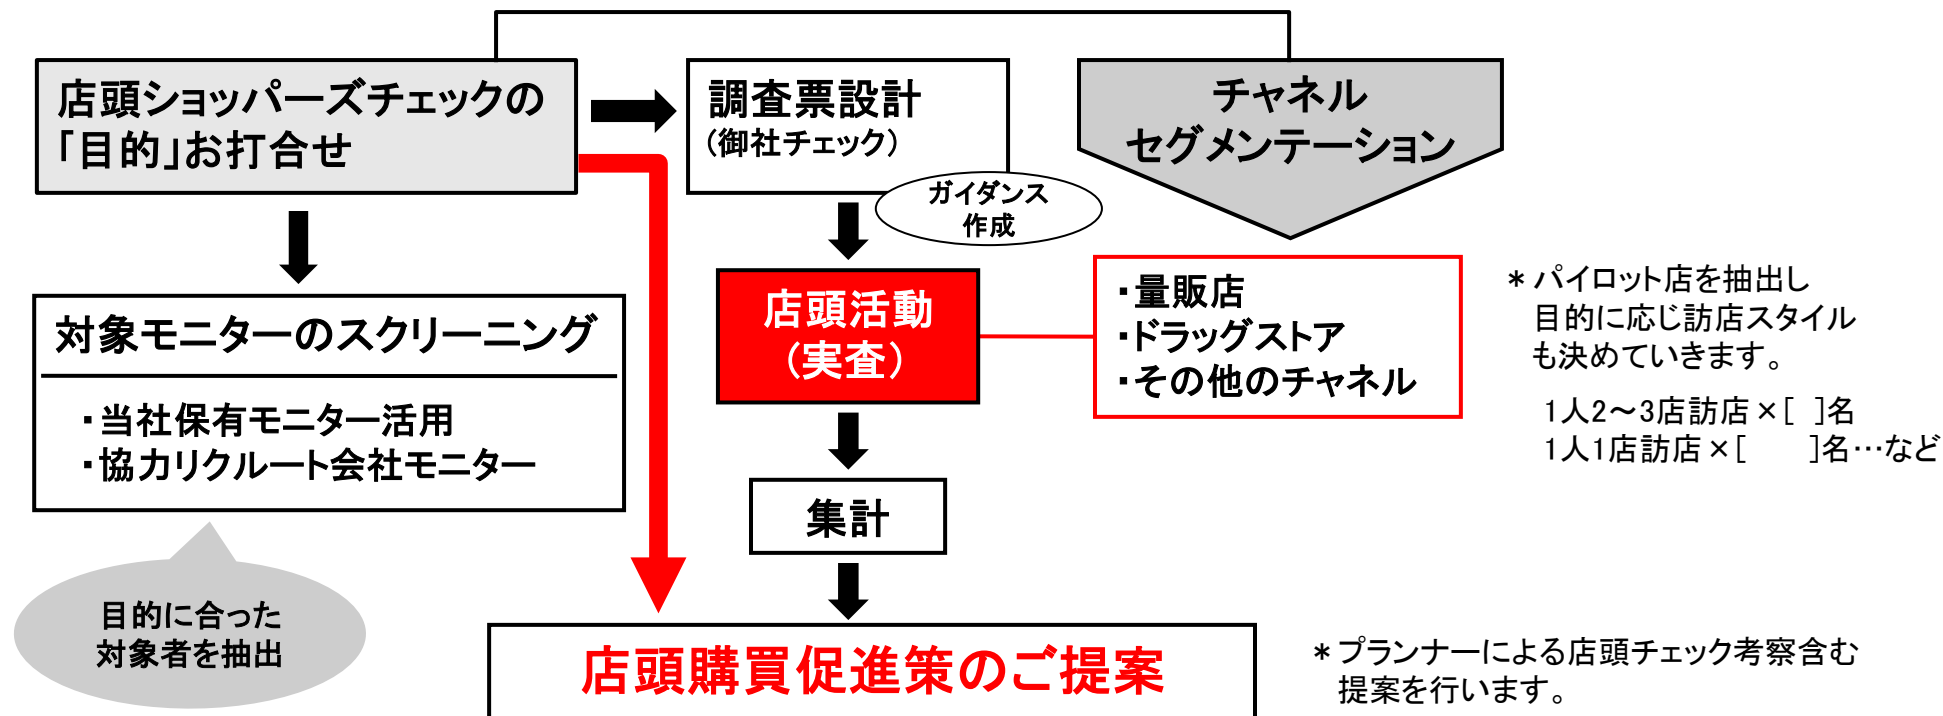 店頭ショッパーズチェックの
「目的」お打合せ
調査票設計
(御社チェック)
チャネル
セグメンテーション
ガイダンス
作成
対象モニターのスクリーニング
・当社保有モニター活用
・協力リクルート会社モニター
店頭活動
(実査)
・量販店
・ドラッグストア
・その他のチャネル
* パイロット店を抽出し
目的に応じ訪店スタイル
も決めていきます。
1人2～3店訪店×[ ]名
1人1店訪店×[　　]名…など
集計
目的に合った
対象者を抽出
店頭購買促進策のご提案
* プランナーによる店頭チェック考察含む
提案を行います。